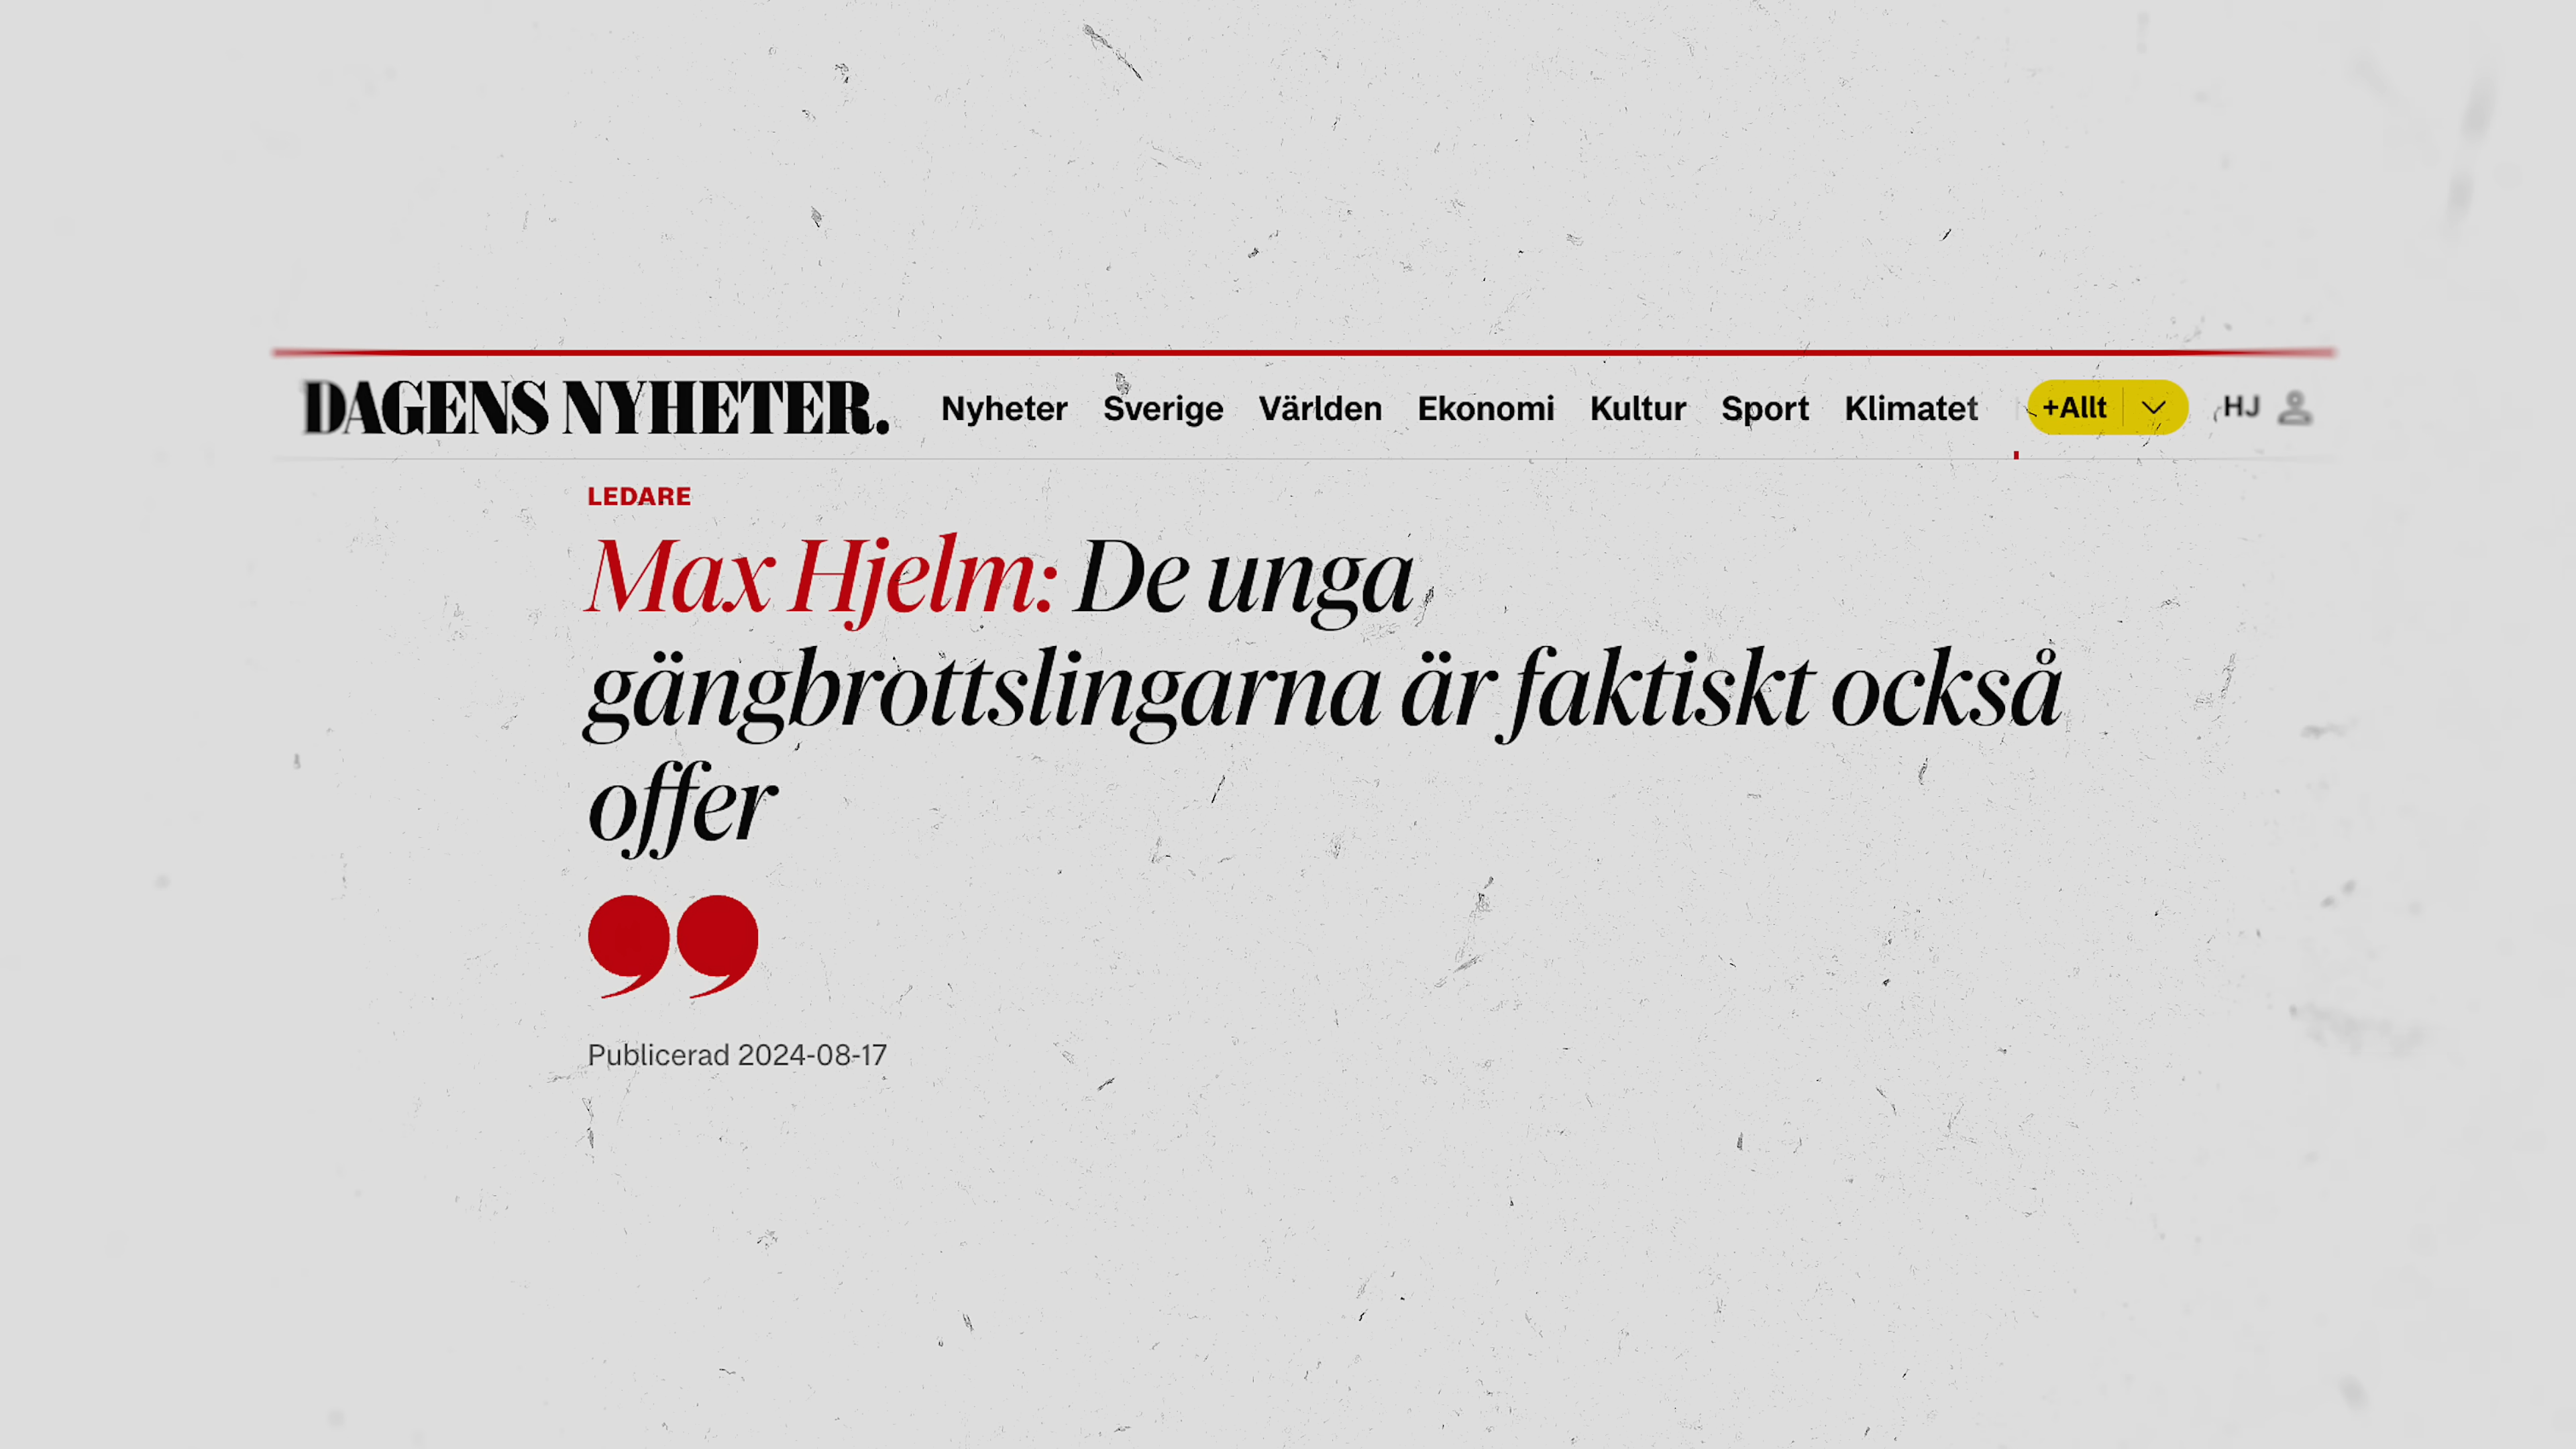 DAGENS NYHETER. Nyheter Sverige Världen Ekonomi Kultur Sport Klimatet +Allt HJ
LEDARE
Max Hjelm: De unga
gängbrottslingarna är faktiskt också
offer
”
Publicerad 2024-08-17